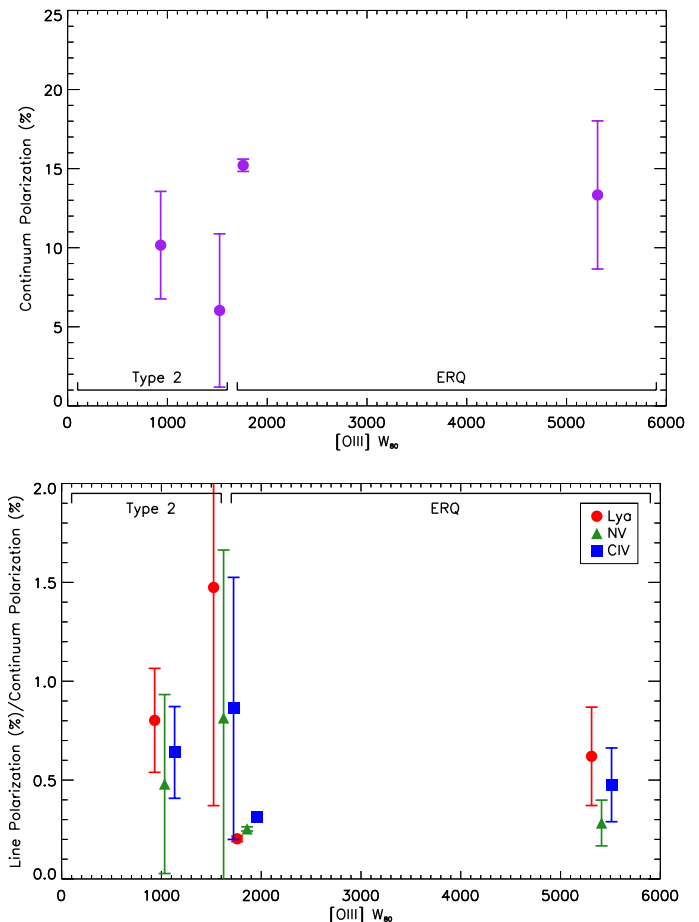 25
20
15
10
5
0
Continuum Polarization (%)
Type 2
ERQ
0 1000 2000 3000 4000 5000 6000
[OIII] W₈₀
2.0
1.5
1.0
0.5
0.0
Line Polarization (%)/Continuum Polarization (%)
Type 2
ERQ
Lya
NV
CIV
0 1000 2000 3000 4000 5000 6000
[OIII] W₈₀